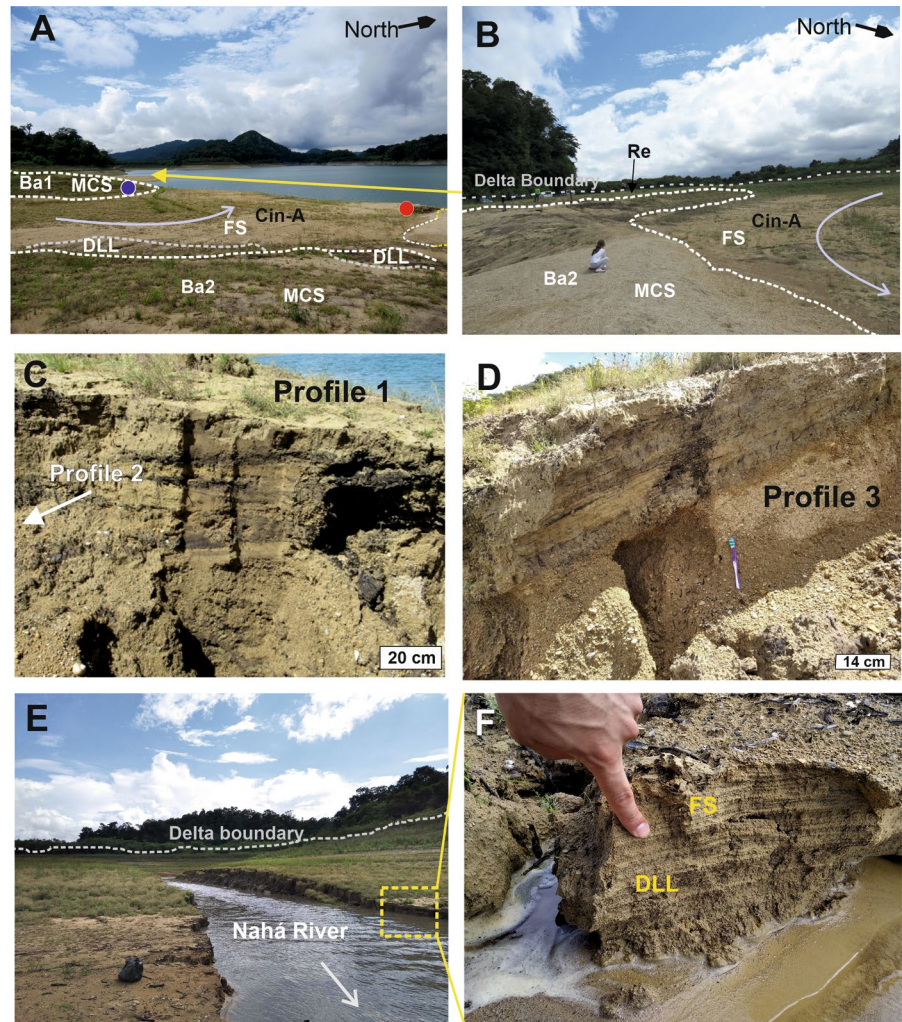 A
North
Ba1
MCS
Cin-A
FS
DLL
DLL
Ba2
MCS
B
North
Re
Delta Boundary
Cin-A
FS
Ba2
MCS
C
Profile 1
Profile 2
20 cm
D
Profile 3
14 cm
E
Delta boundary
Nahá River
F
FS
DLL